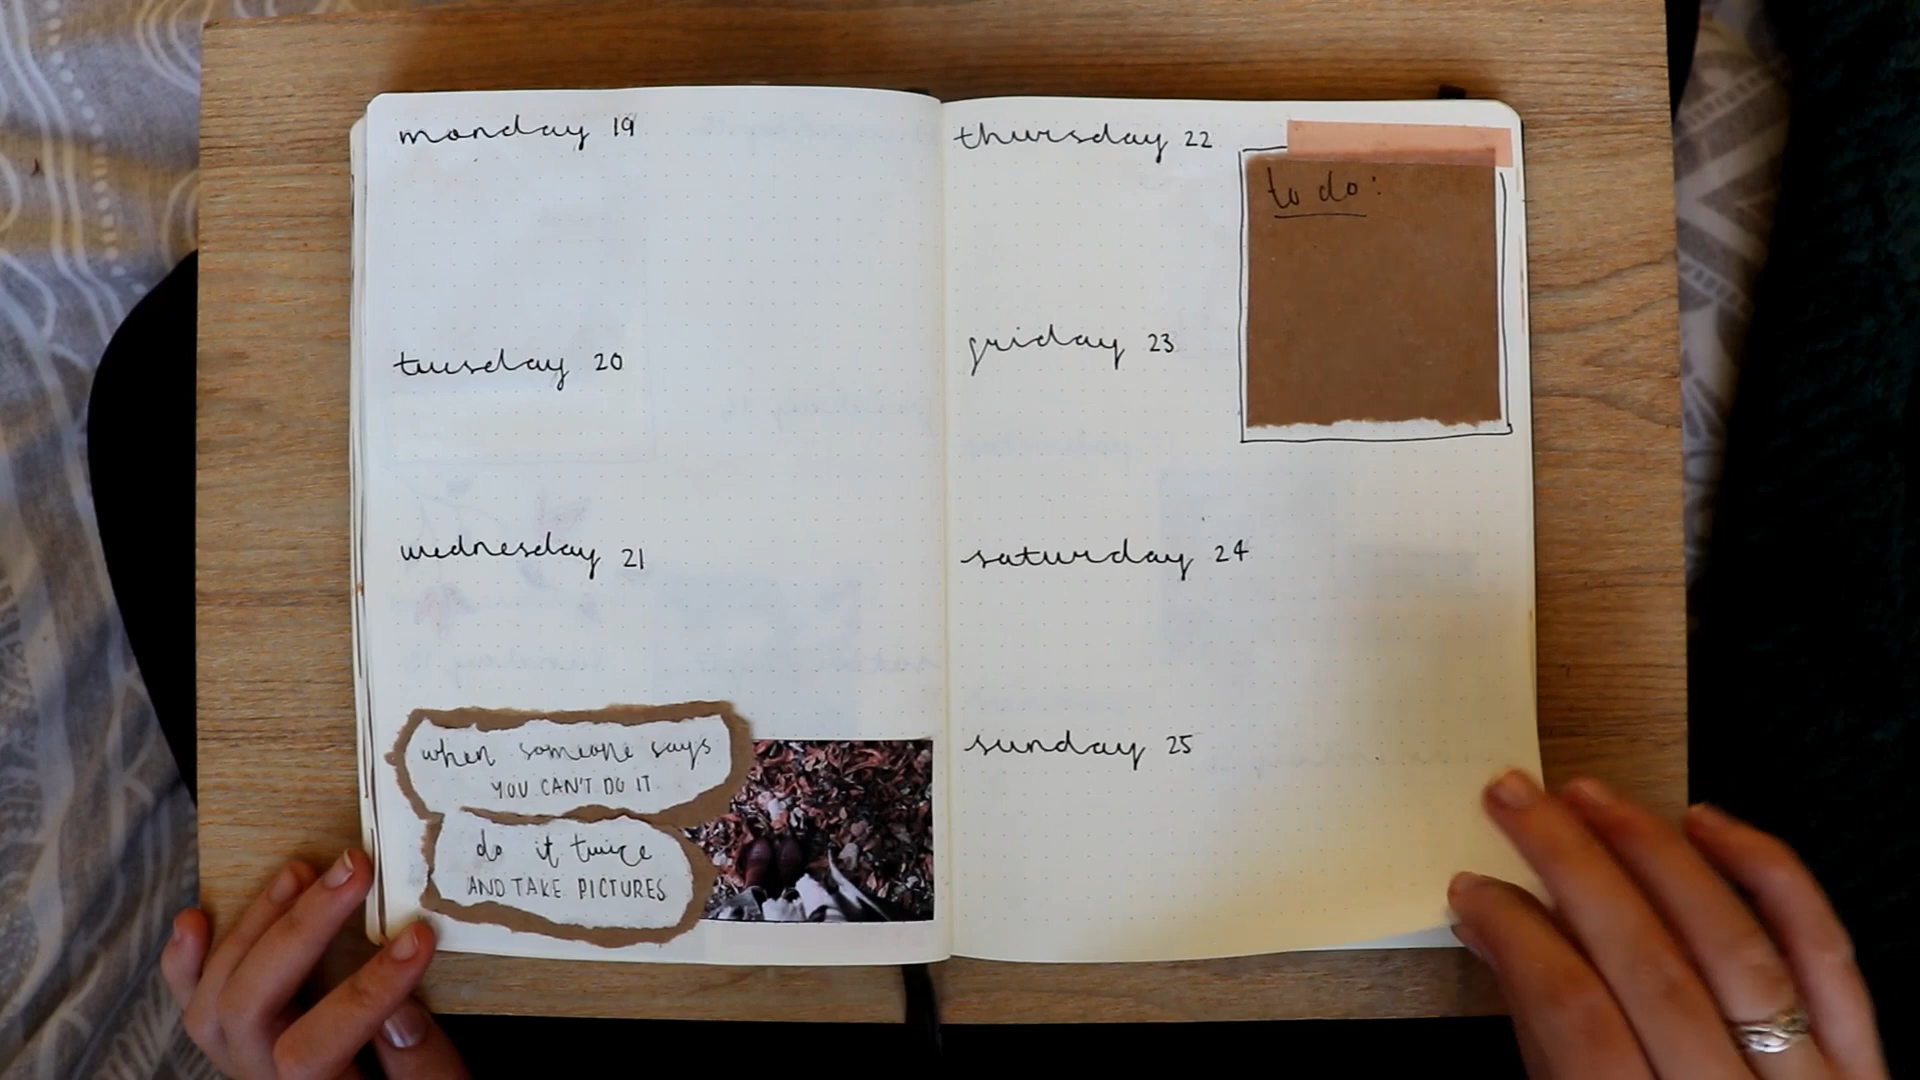 monday 19
tuesday 20
wednesday 21
when someone says
YOU CAN'T DO IT
do it twice
AND TAKE PICTURES
thursday 22
to do:
friday 23
saturday 24
sunday 25